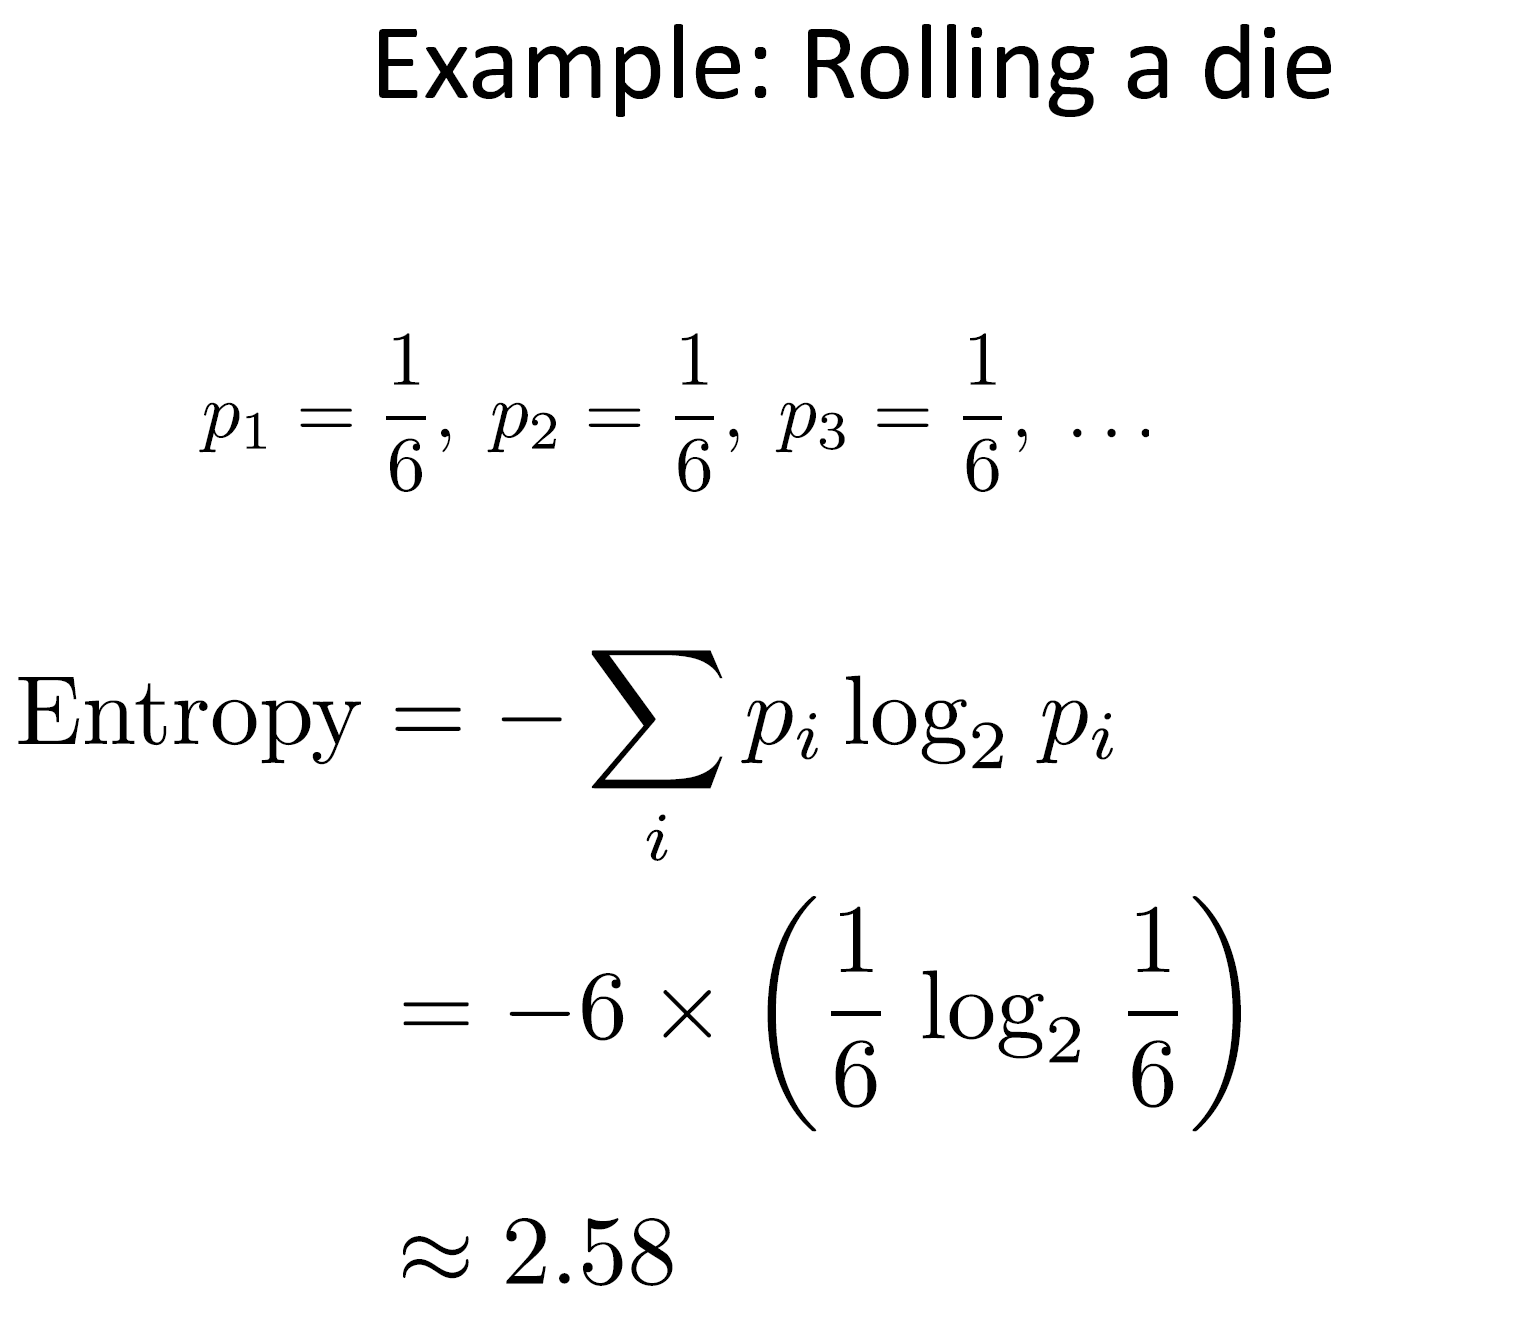 Example: Rolling a die
p₁ = 1/6, p₂ = 1/6, p₃ = 1/6, ...
Entropy = − ∑ᵢ pᵢ log₂ pᵢ
= −6 × (1/6 log₂ 1/6)
≈ 2.58